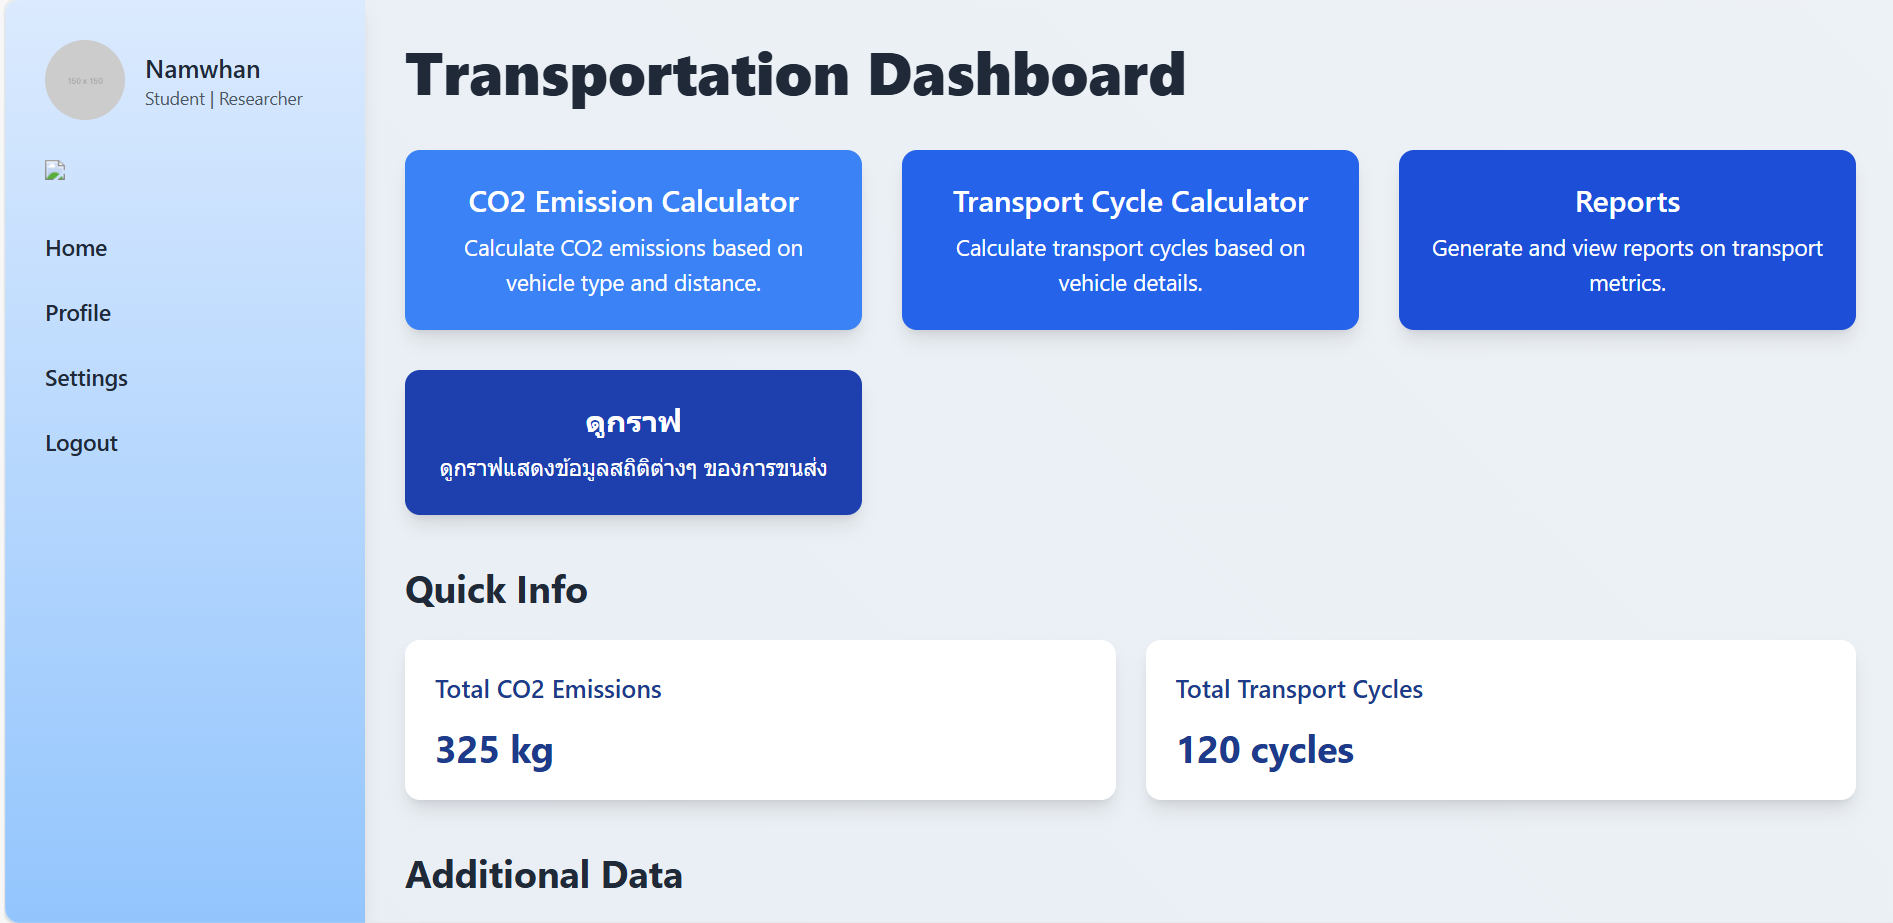 150 x 150
Namwhan
Student | Researcher
Home
Profile
Settings
Logout
Transportation Dashboard
CO2 Emission Calculator
Calculate CO2 emissions based on
vehicle type and distance.
Transport Cycle Calculator
Calculate transport cycles based on
vehicle details.
Reports
Generate and view reports on transport
metrics.
ดูกราฟ
ดูกราฟแสดงข้อมูลสถิติต่างๆ ของการขนส่ง
Quick Info
Total CO2 Emissions
325 kg
Total Transport Cycles
120 cycles
Additional Data